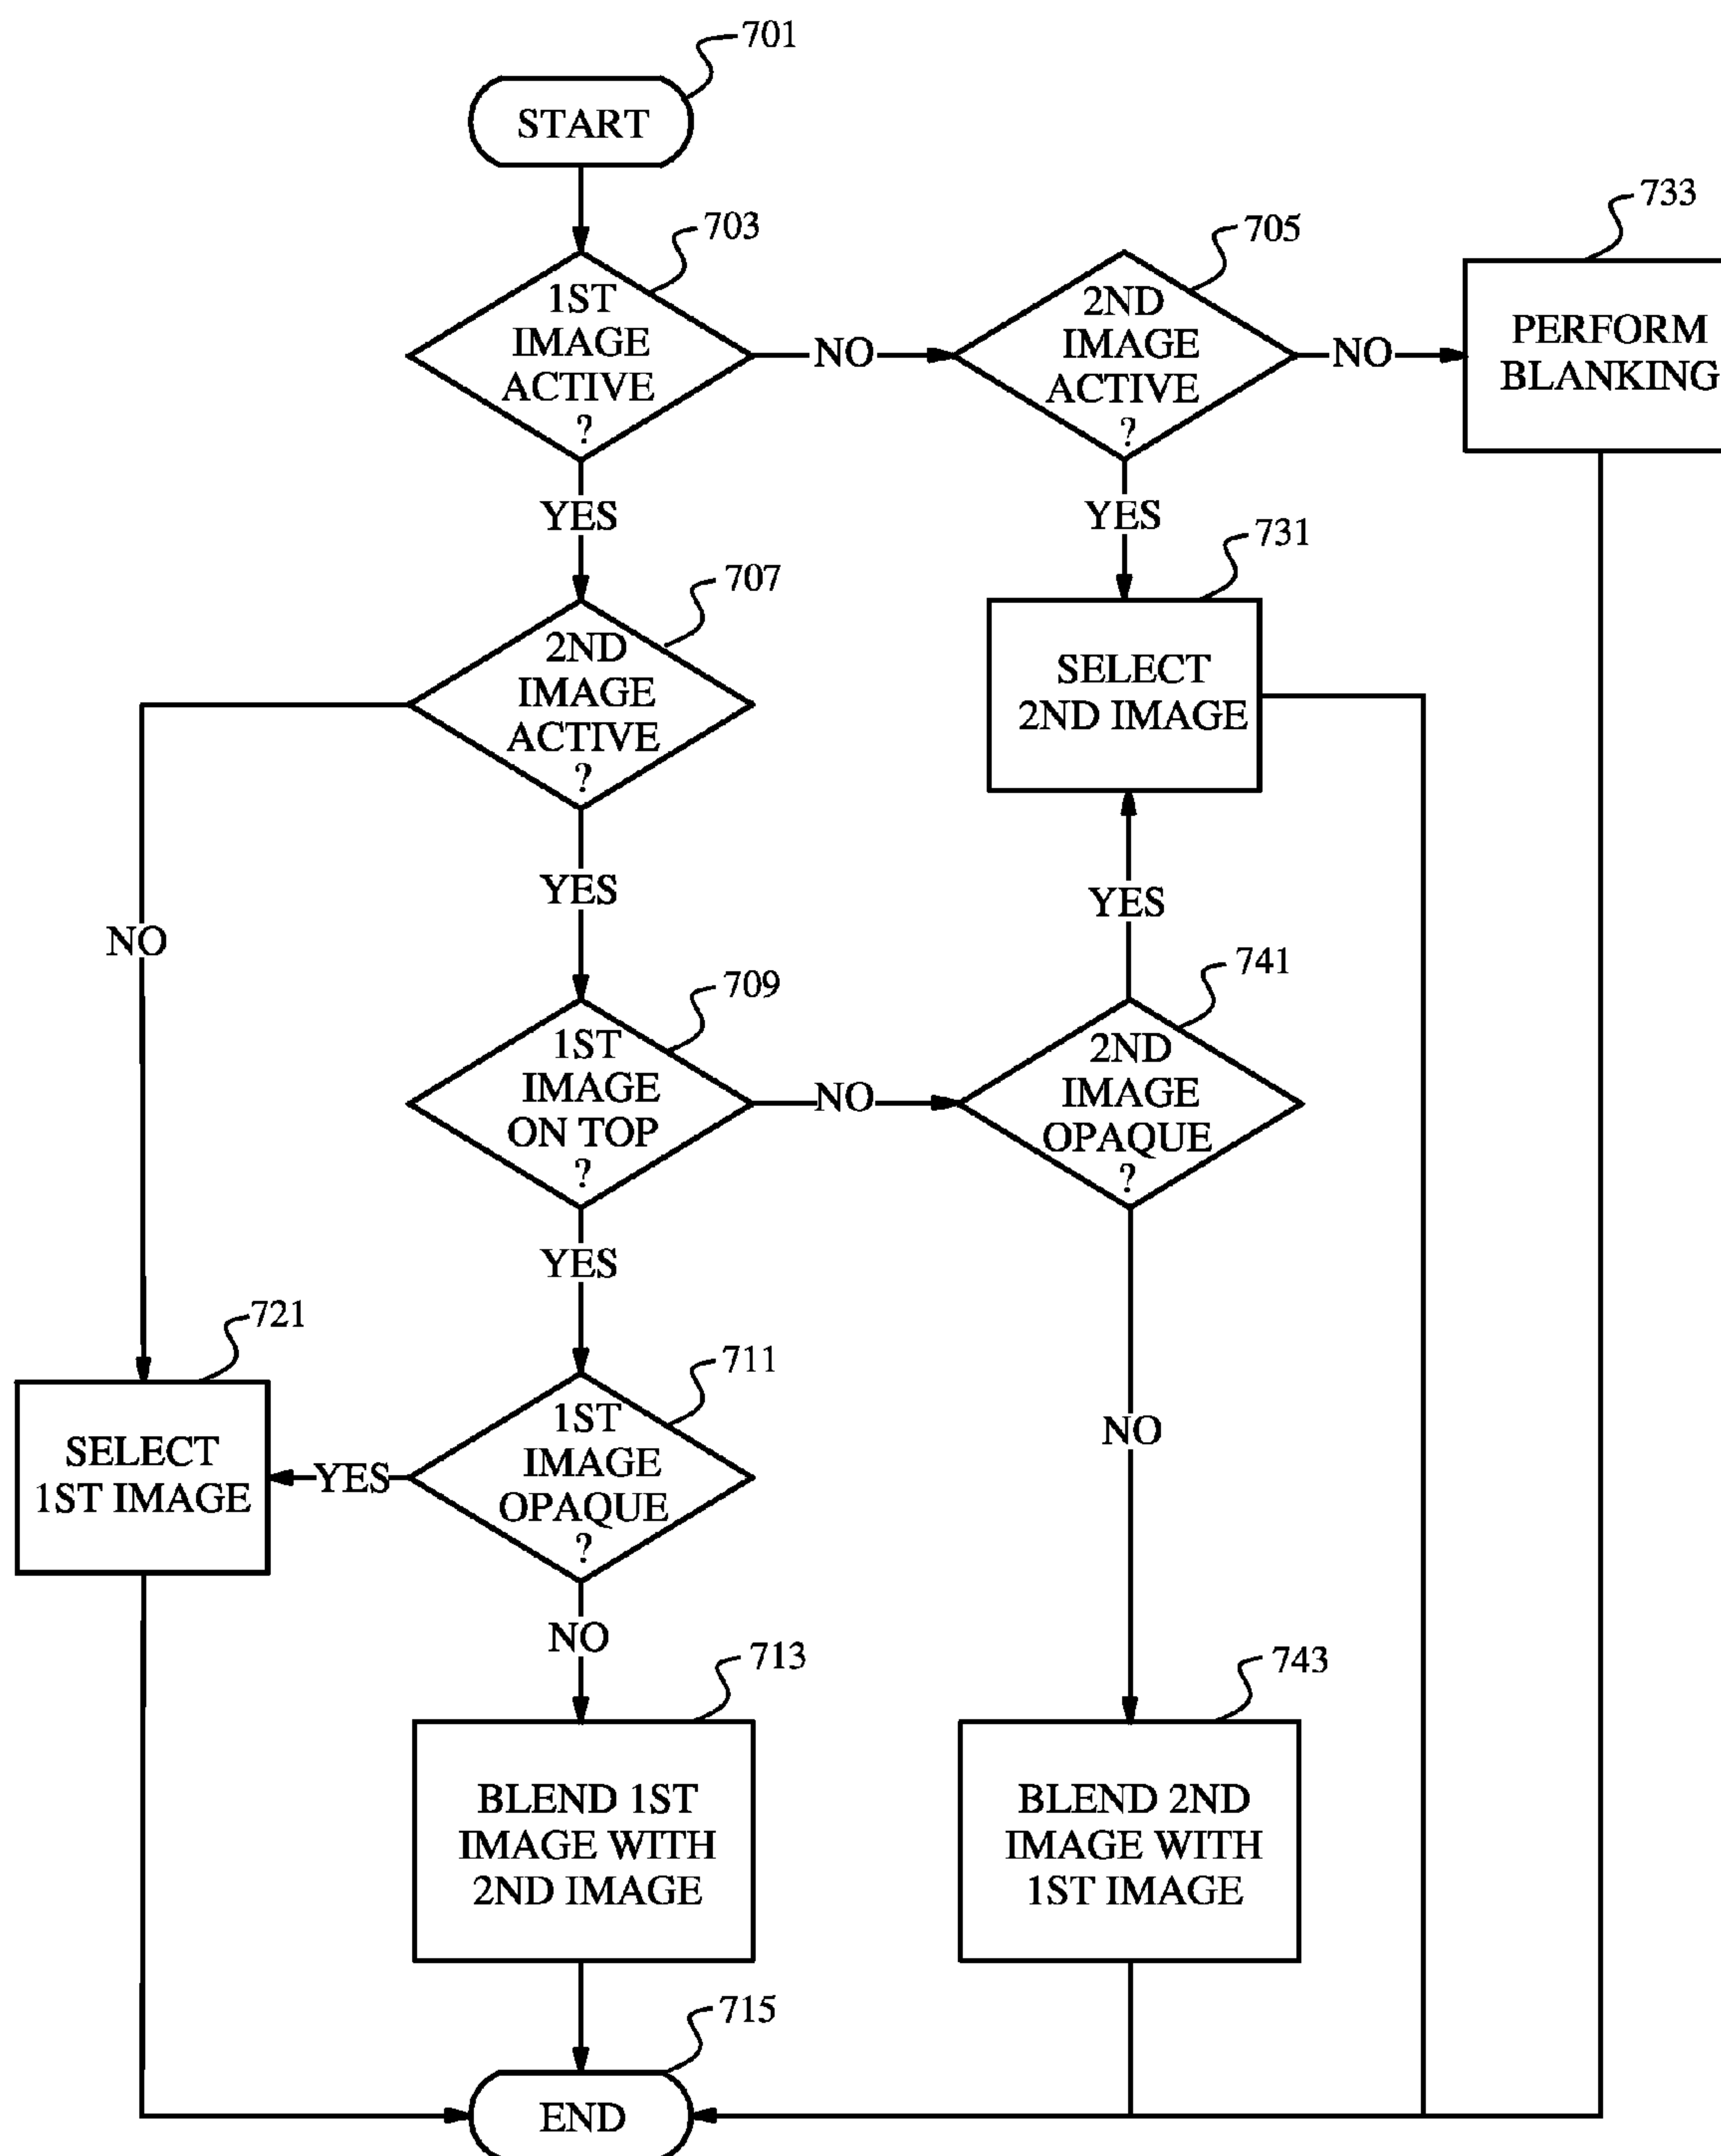 701
START
703
1ST
IMAGE
ACTIVE
?
NO
705
2ND
IMAGE
ACTIVE
?
NO
733
PERFORM
BLANKING
YES
YES
707
2ND
IMAGE
ACTIVE
?
731
SELECT
2ND IMAGE
NO
YES
YES
709
1ST
IMAGE
ON TOP
?
NO
741
2ND
IMAGE
OPAQUE
?
YES
NO
721
SELECT
1ST IMAGE
YES
711
1ST
IMAGE
OPAQUE
?
NO
713
BLEND 1ST
IMAGE WITH
2ND IMAGE
743
BLEND 2ND
IMAGE WITH
1ST IMAGE
715
END